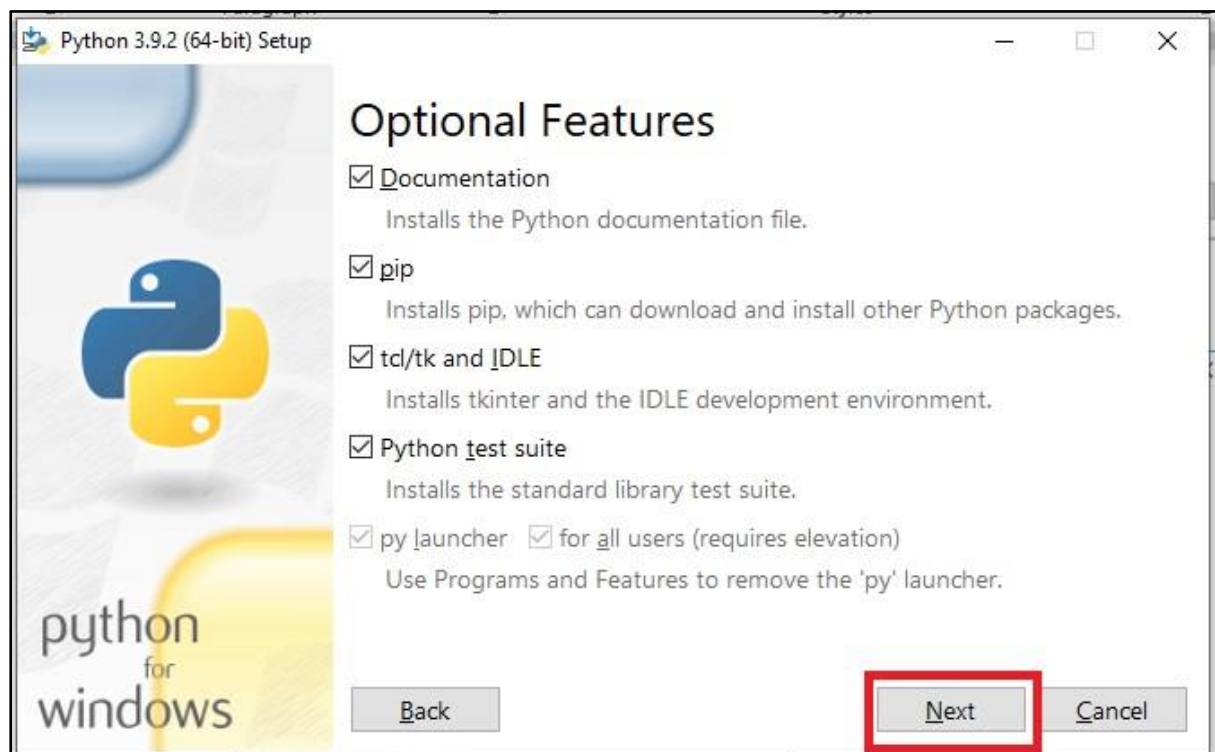 Python 3.9.2 (64-bit) Setup
Optional Features
Documentation
Installs the Python documentation file.
pip
Installs pip, which can download and install other Python packages.
tcl/tk and IDLE
Installs tkinter and the IDLE development environment.
Python test suite
Installs the standard library test suite.
py launcher for all users (requires elevation)
Use Programs and Features to remove the 'py' launcher.
python
for
windows
Back Next Cancel